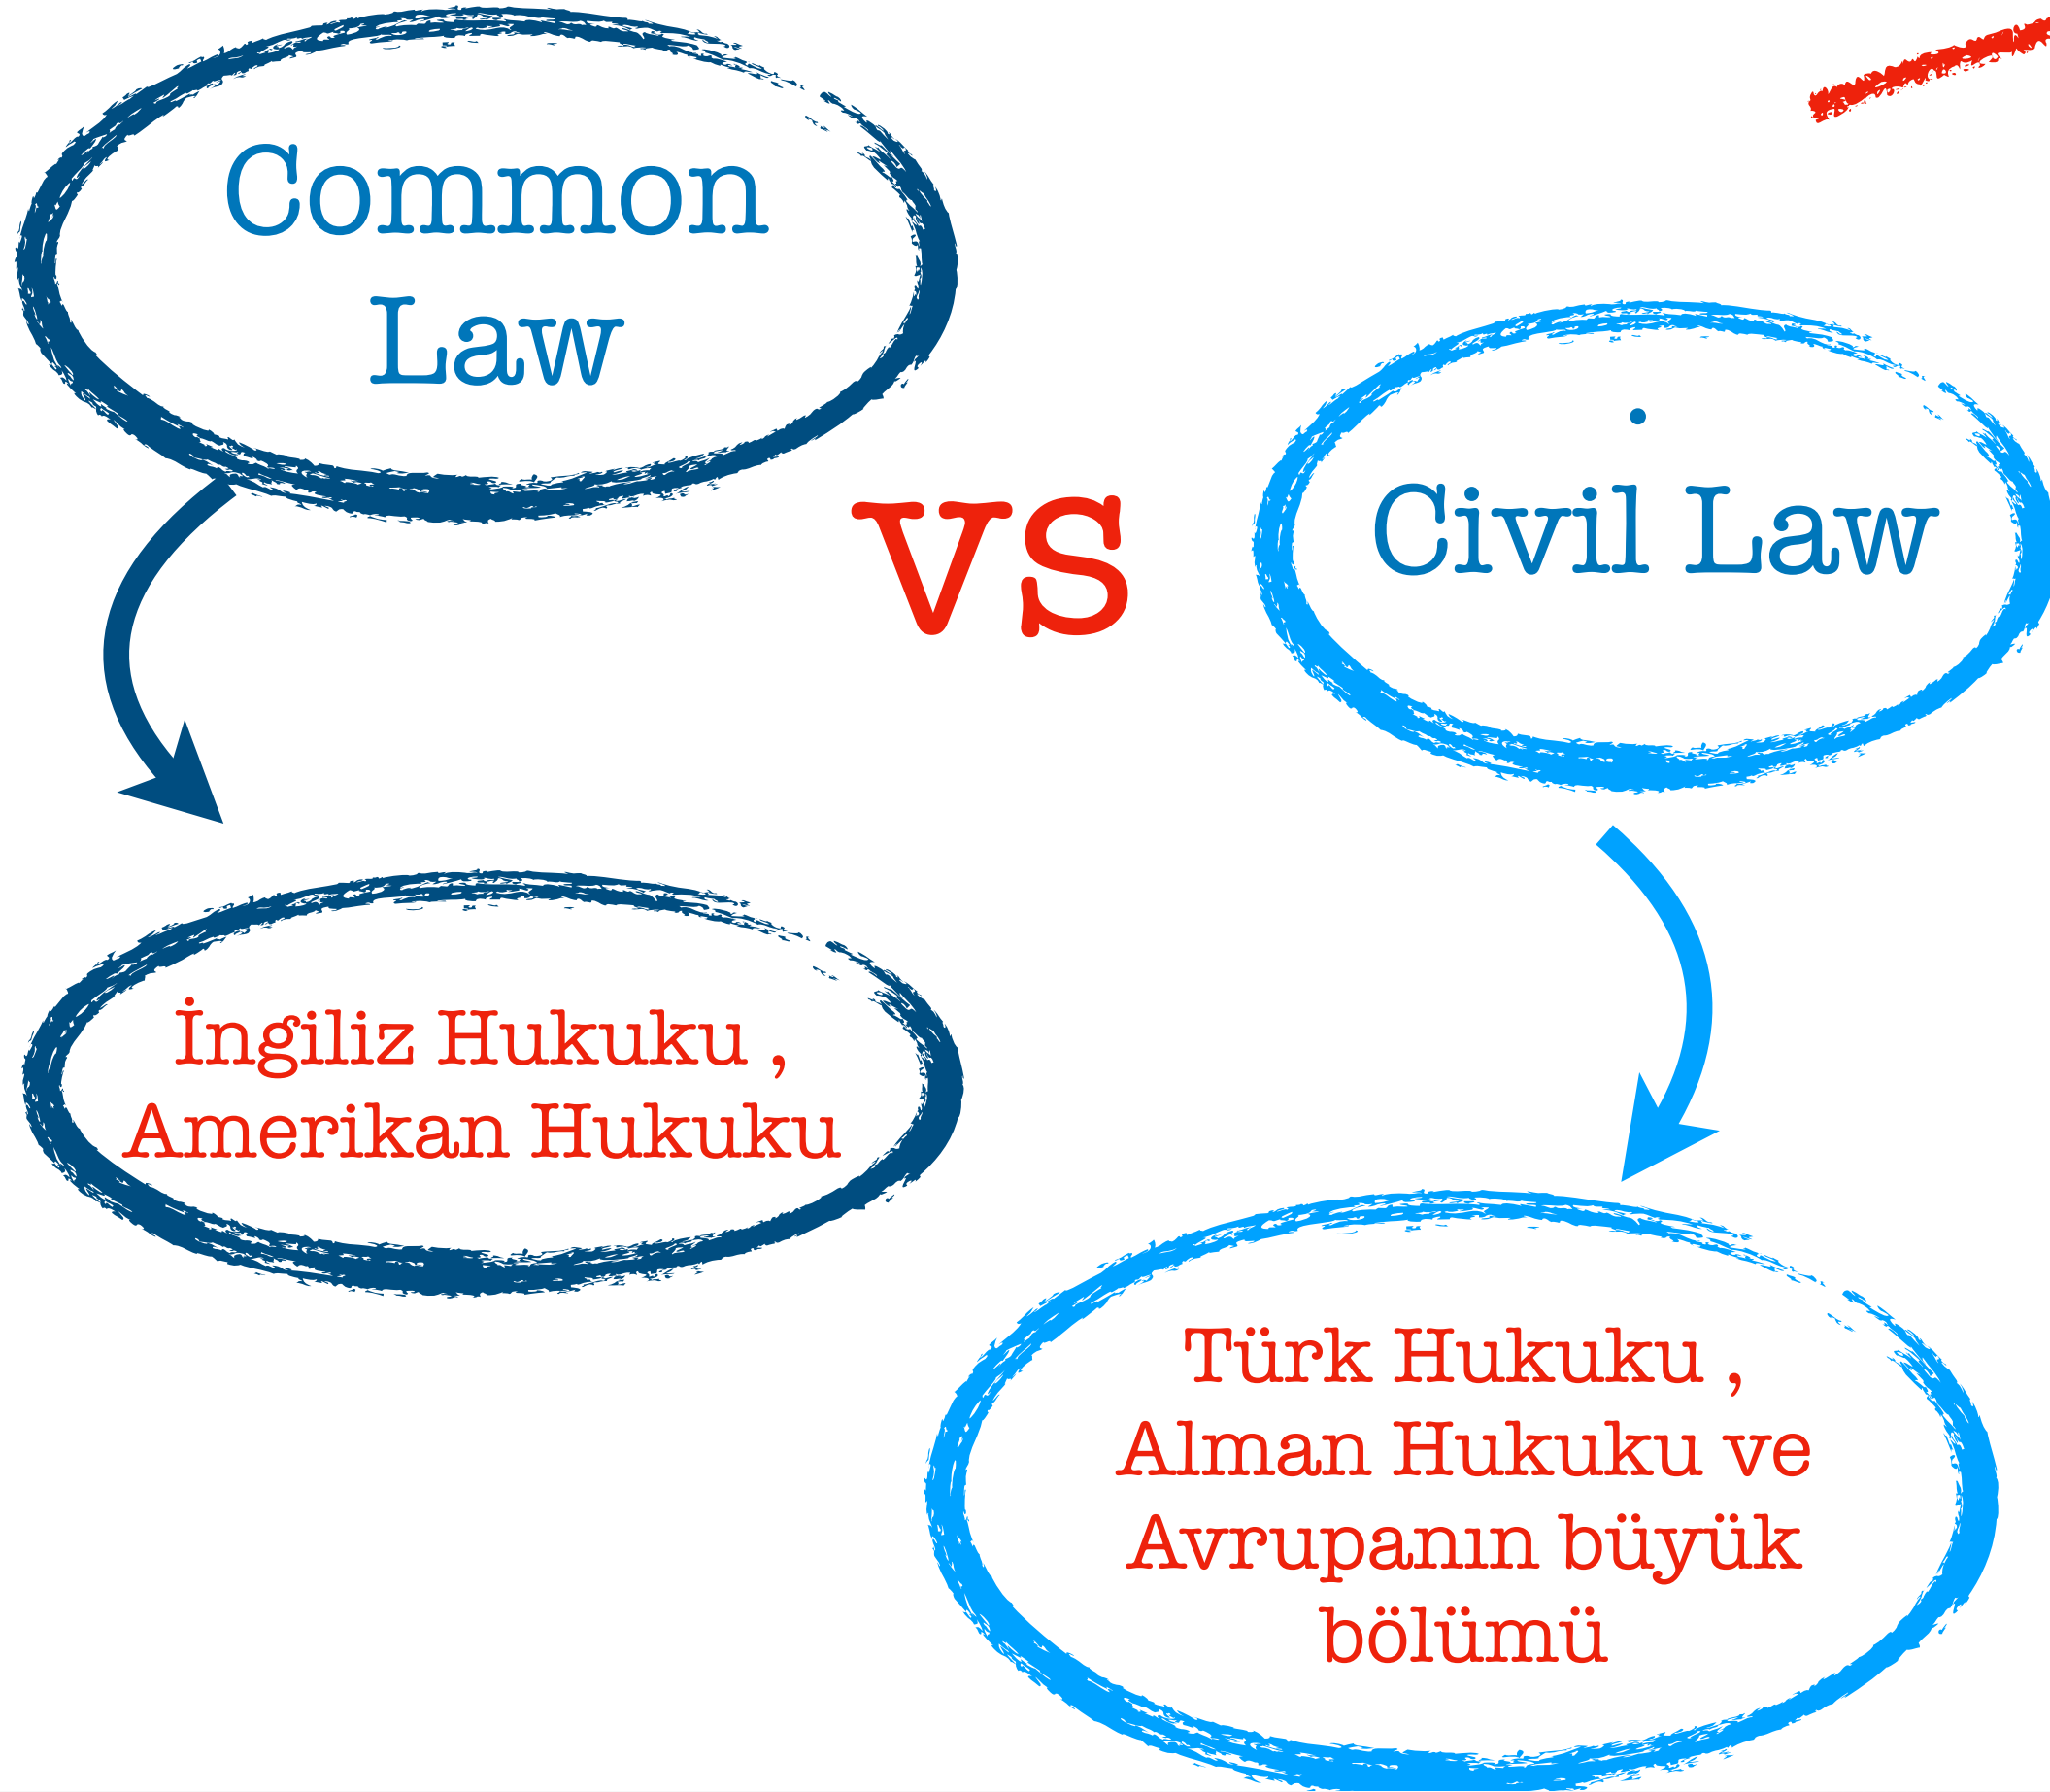 Common
Law
vs
Civil Law
İngiliz Hukuku ,
Amerikan Hukuku
Türk Hukuku ,
Alman Hukuku ve
Avrupanın büyük
bölümü